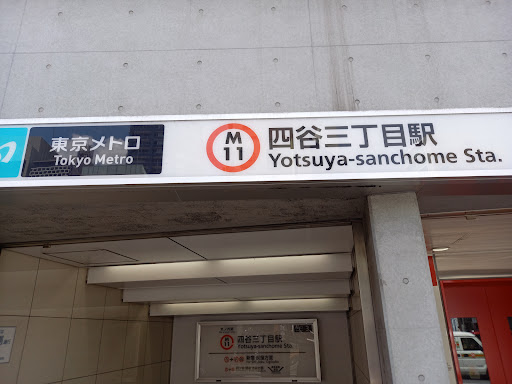 東京メトロ
Tokyo Metro
M
11
四谷三丁目駅
Yotsuya-sanchome Sta.
四谷三丁目駅
Yotsuya-sanchome Sta.